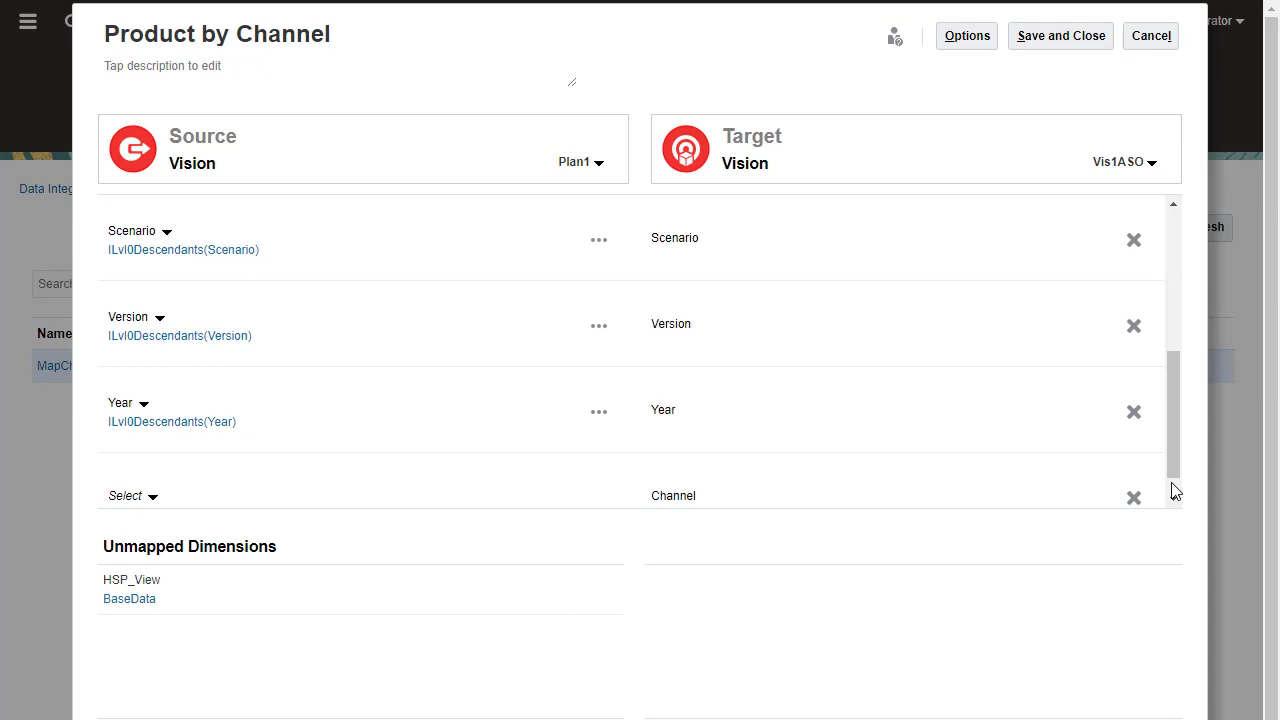 Product by Channel
Tap description to edit
Options
Save and Close
Cancel
rator
Source
Vision
Plan1
Target
Vision
Vis1ASO
Data Integ
esh
Search
Name
MapCh
Scenario
ILvl0Descendants(Scenario)
Scenario
Version
ILvl0Descendants(Version)
Version
Year
ILvl0Descendants(Year)
Year
Select
Channel
Unmapped Dimensions
HSP_View
BaseData